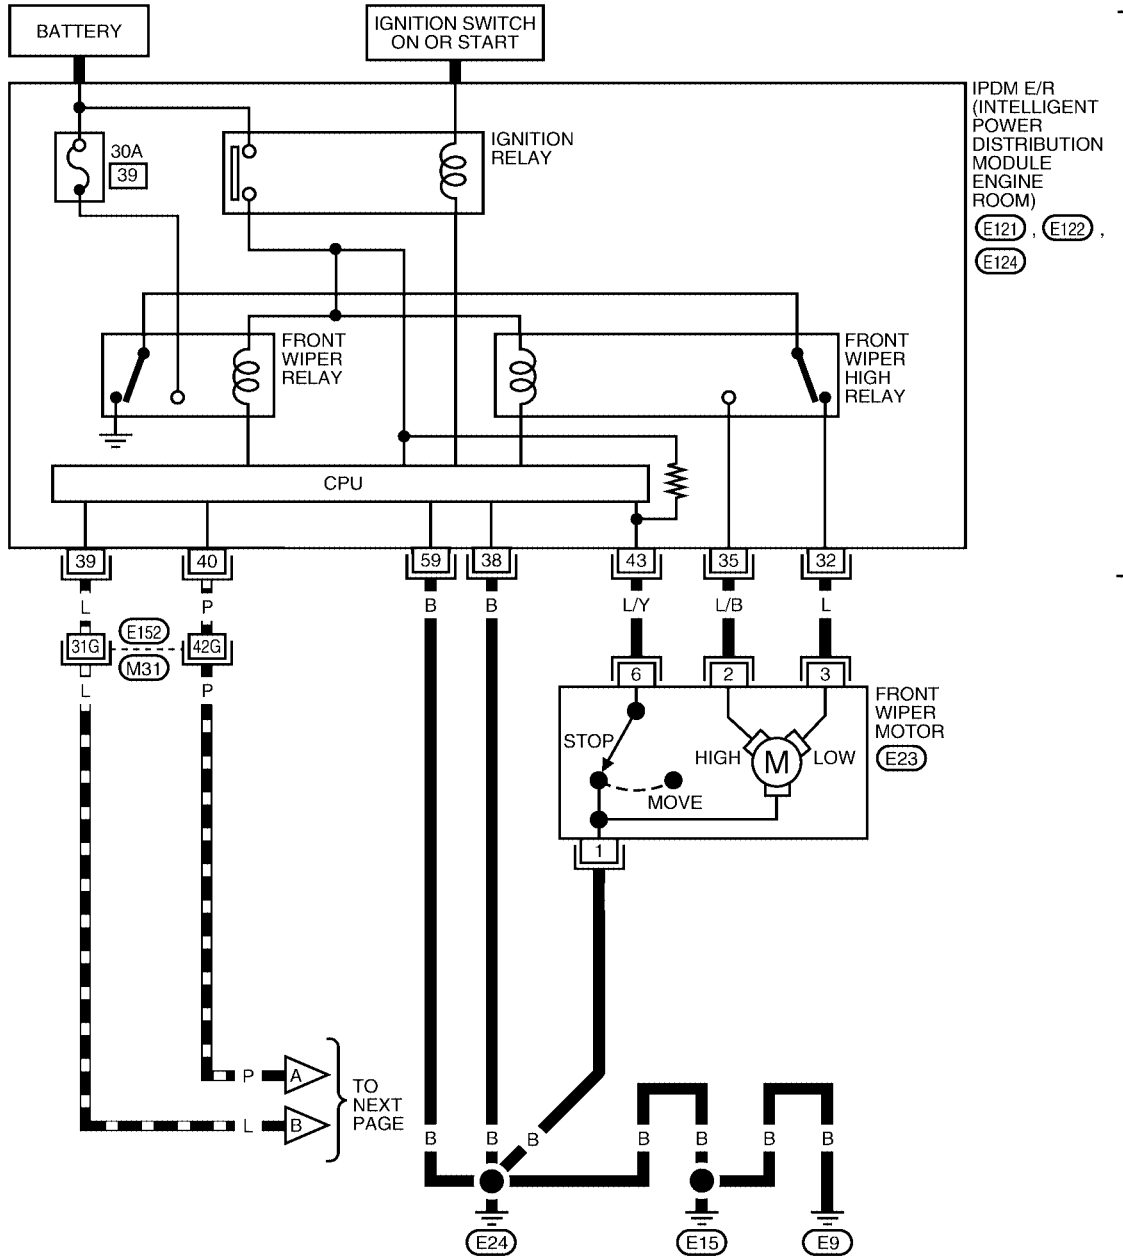 BATTERY
IGNITION SWITCH
ON OR START
IPDM E/R
(INTELLIGENT
POWER
DISTRIBUTION
MODULE
ENGINE
ROOM)
E121 , E122 ,
E124
30A
39
IGNITION
RELAY
FRONT
WIPER
RELAY
FRONT
WIPER
HIGH
RELAY
CPU
39 40 59 38 43 35 32
L P B B L/Y L/B L
31G E152 42G
M31
L P
6 2 3
FRONT
WIPER
MOTOR
E23
STOP
HIGH M LOW
MOVE
1
P A
L B
TO
NEXT
PAGE
B B B B B B B
E24 E15 E9